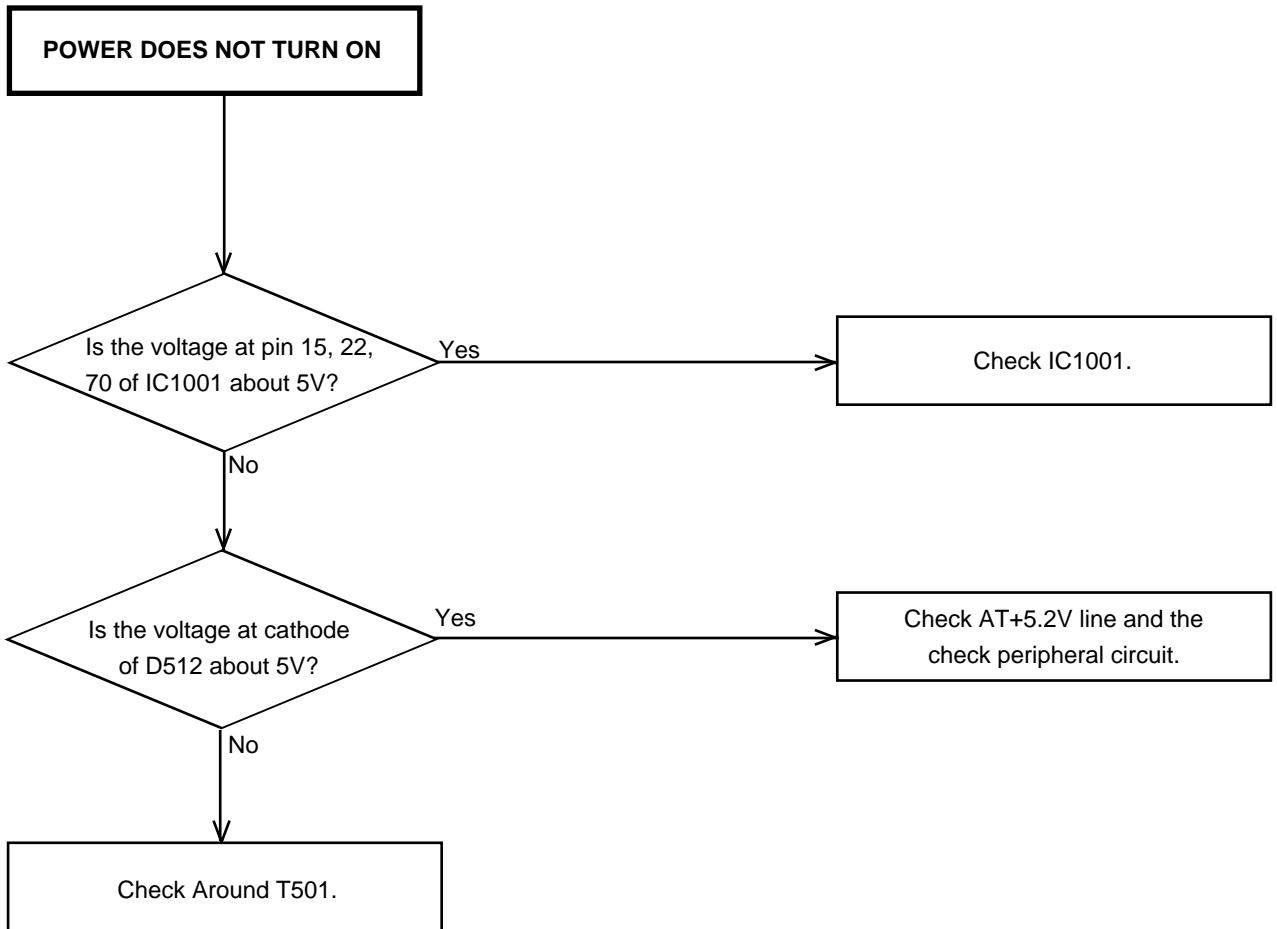 POWER DOES NOT TURN ON
Is the voltage at pin 15, 22,
70 of IC1001 about 5V?
Yes
Check IC1001.
No
Is the voltage at cathode
of D512 about 5V?
Yes
Check AT+5.2V line and the
check peripheral circuit.
No
Check Around T501.